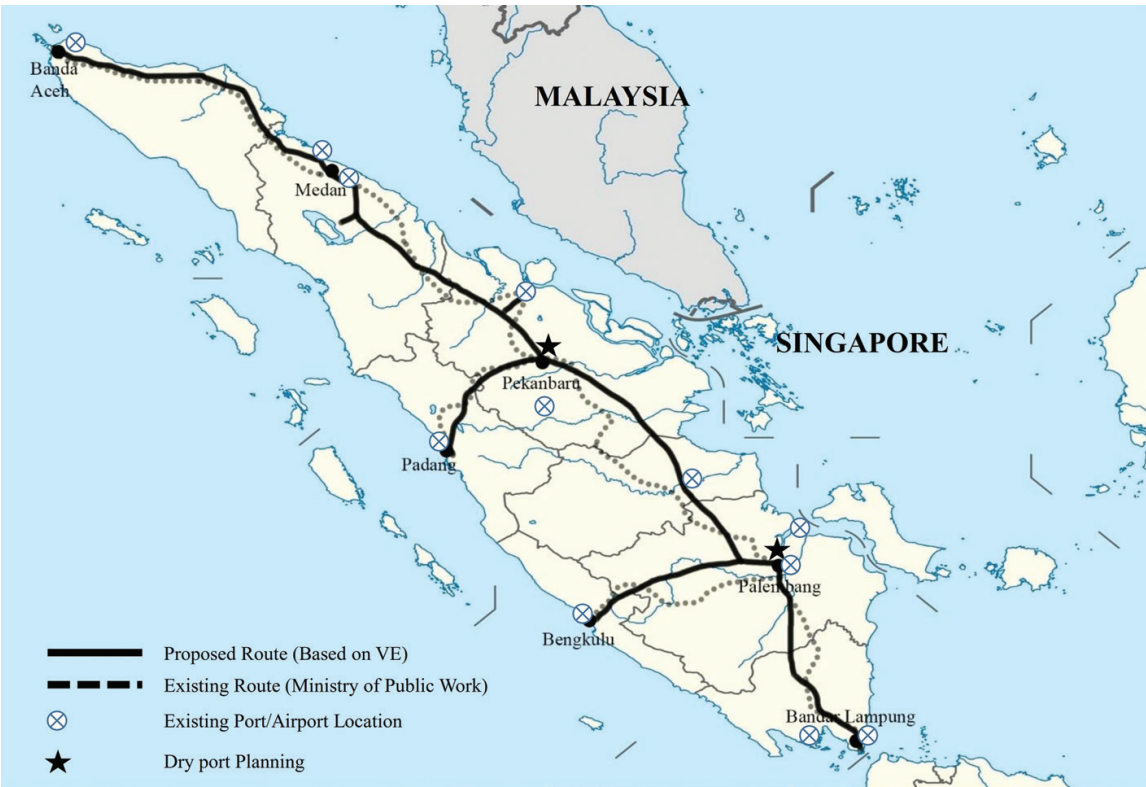 Banda
Aceh
MALAYSIA
Medan
SINGAPORE
Pekanbaru
Padang
Palembang
Bengkulu
Bandar Lampung
Proposed Route (Based on VE)
Existing Route (Ministry of Public Work)
Existing Port/Airport Location
Dry port Planning